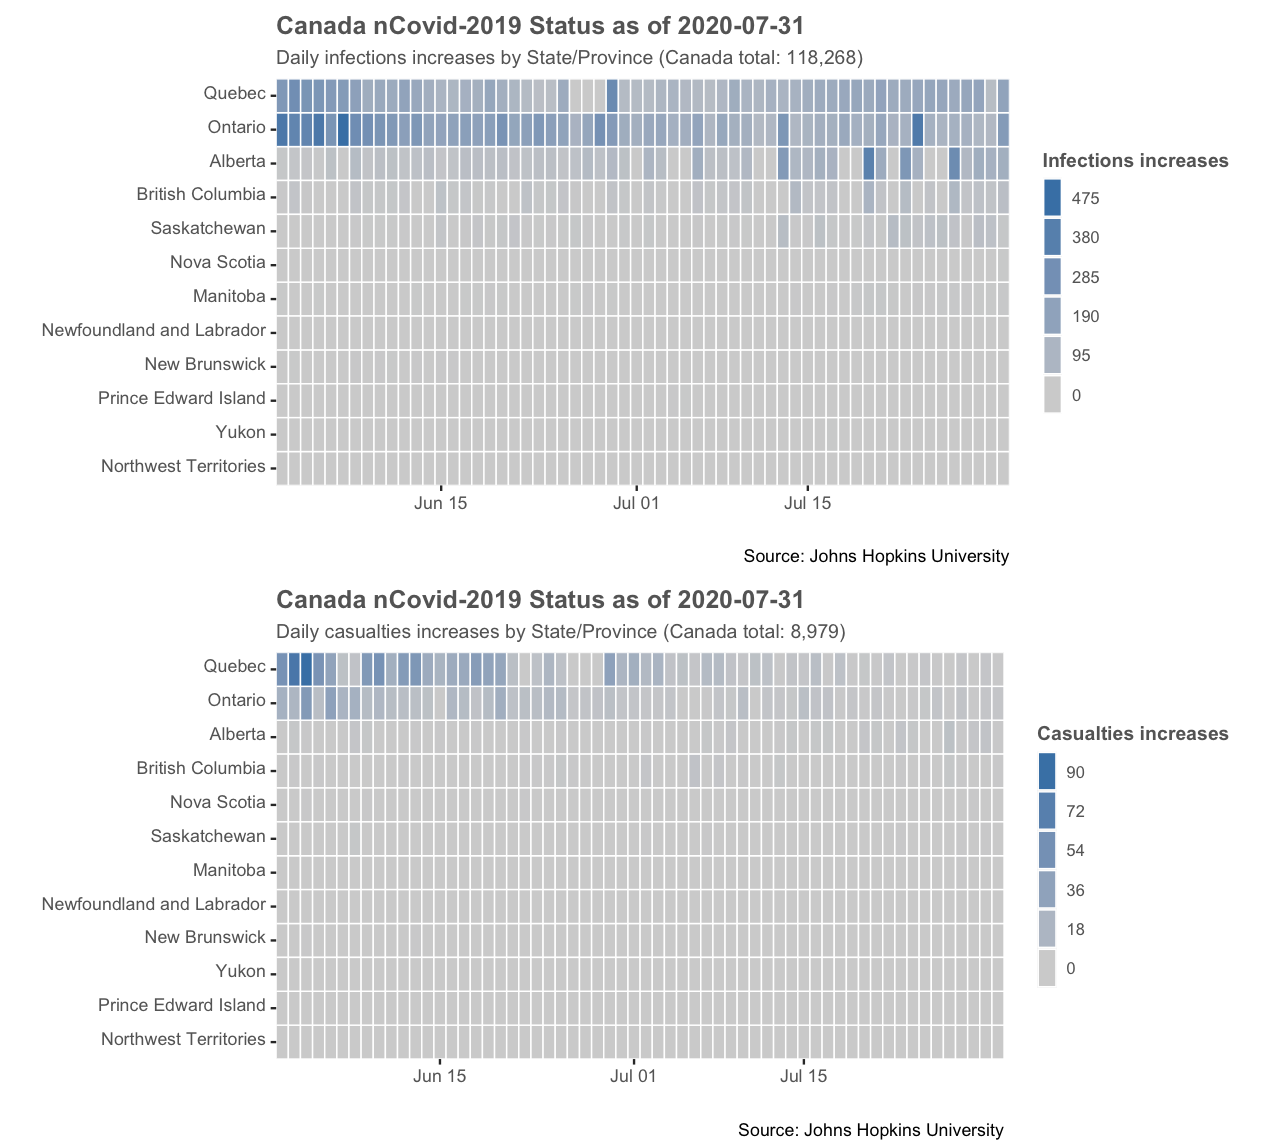 Canada nCovid-2019 Status as of 2020-07-31
Daily infections increases by State/Province (Canada total: 118,268)
Quebec
Ontario
Alberta
British Columbia
Saskatchewan
Nova Scotia
Manitoba
Newfoundland and Labrador
New Brunswick
Prince Edward Island
Yukon
Northwest Territories
Jun 15
Jul 01
Jul 15
Infections increases
475
380
285
190
95
0
Source: Johns Hopkins University
Canada nCovid-2019 Status as of 2020-07-31
Daily casualties increases by State/Province (Canada total: 8,979)
Quebec
Ontario
Alberta
British Columbia
Nova Scotia
Saskatchewan
Manitoba
Newfoundland and Labrador
New Brunswick
Yukon
Prince Edward Island
Northwest Territories
Jun 15
Jul 01
Jul 15
Casualties increases
90
72
54
36
18
0
Source: Johns Hopkins University